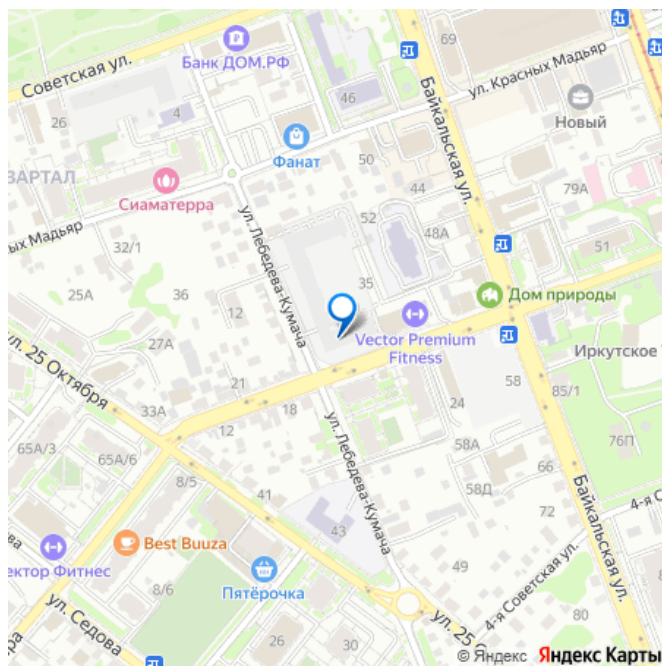 69
Банк ДОМ.РФ
Советская ул.
Байкальская ул.
ул. Красных Мадьяр
26
4
46
Новый
Фанат
50
ВАРТАЛ
Сиаматерра
44
79А
52
48А
51
ных Мадьяр
32/1
ул. Лебедева-Кумача
25А
36
35
12
Дом природы
Vector Premium
Fitness
ул. 25 Октября
27А
Иркутское
21
58
85/1
33А
18
24
12
ул. Лебедева-Кумача
58А
76П
65А/3
65А/6
8/5
66
41
58Д
72
4-я Со
43
Байкальская ул.
Best Buuza
ектор Фитнес
49
Пятёрочка
8/6
4-я Советская ул.
ул. Седова
ул. 25
30
26
© Яндекс Яндекс Карты